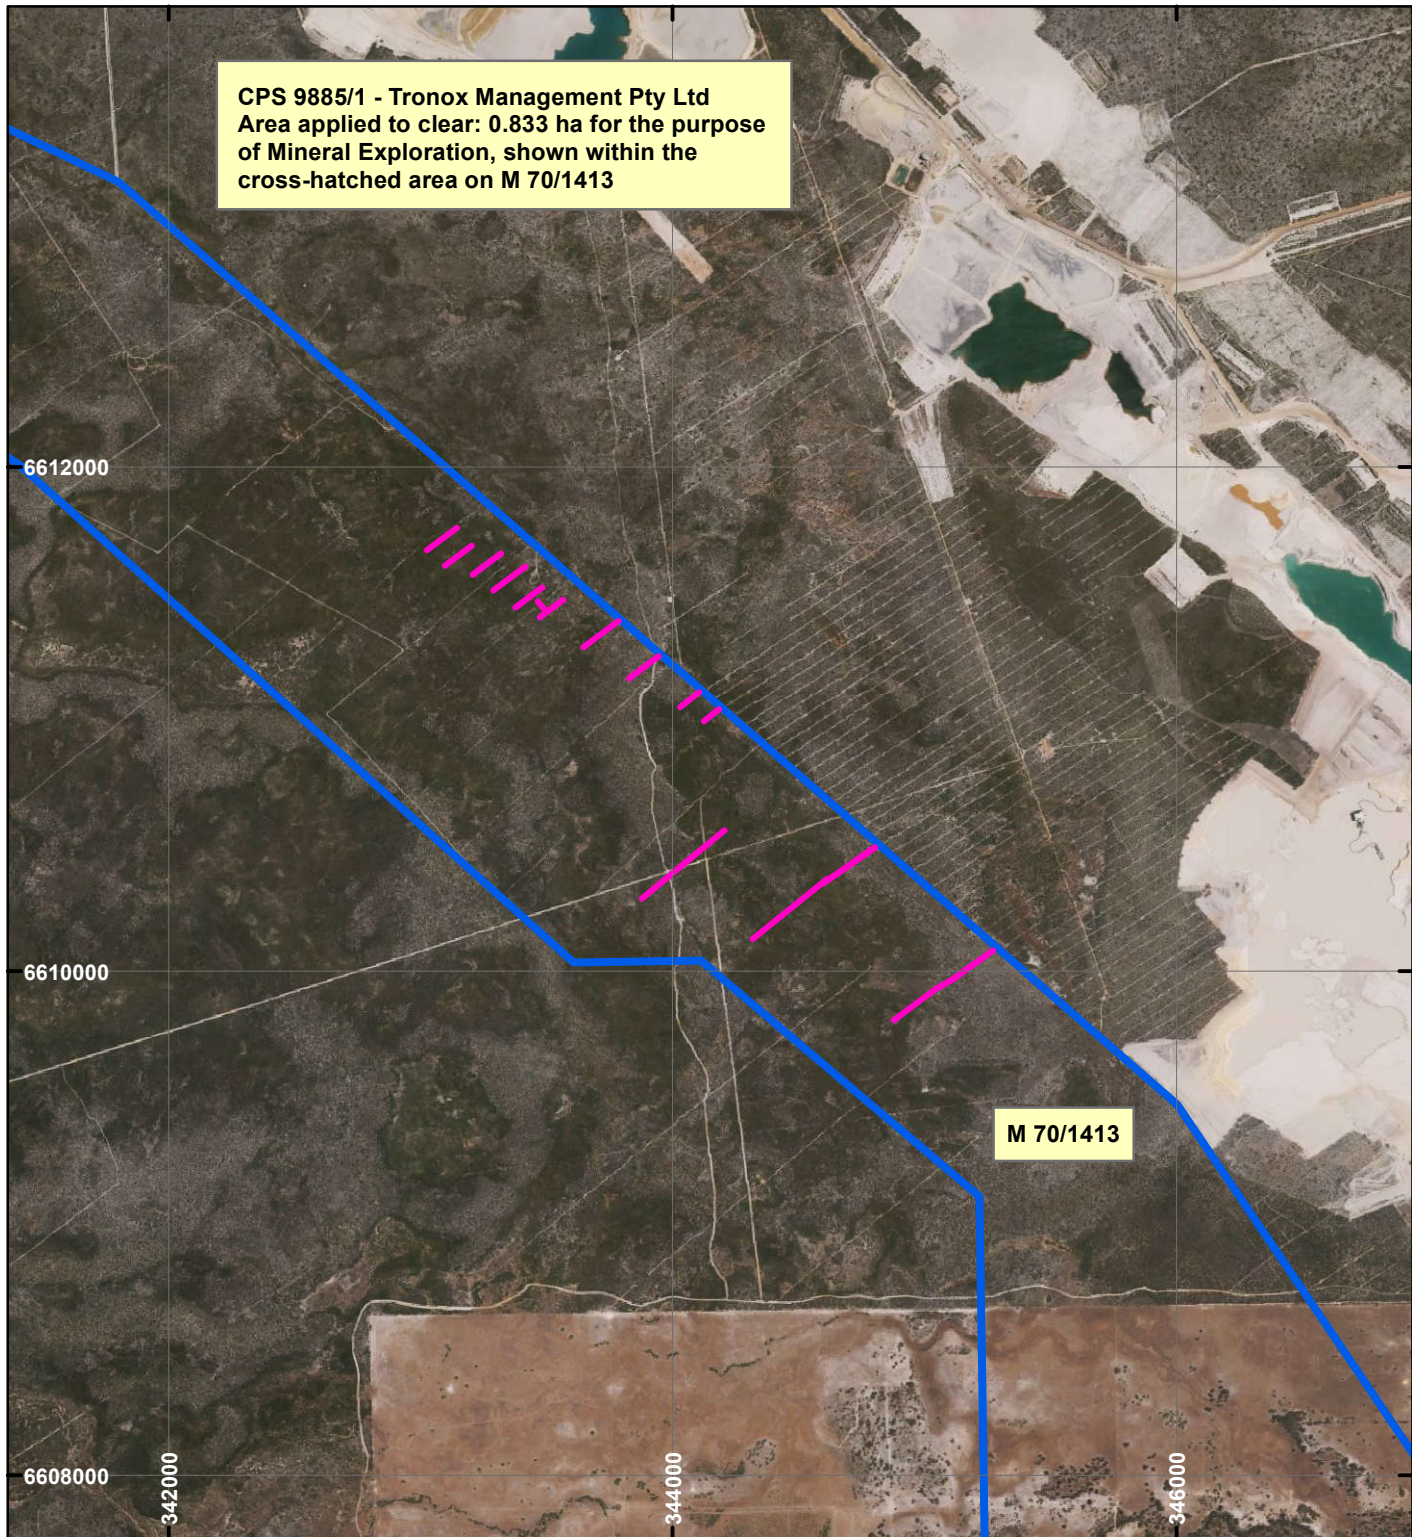 CPS 9885/1 - Tronox Management Pty Ltd
Area applied to clear: 0.833 ha for the purpose
of Mineral Exploration, shown within the
cross-hatched area on M 70/1413
6612000
6610000
M 70/1413
6608000
342000
344000
346000